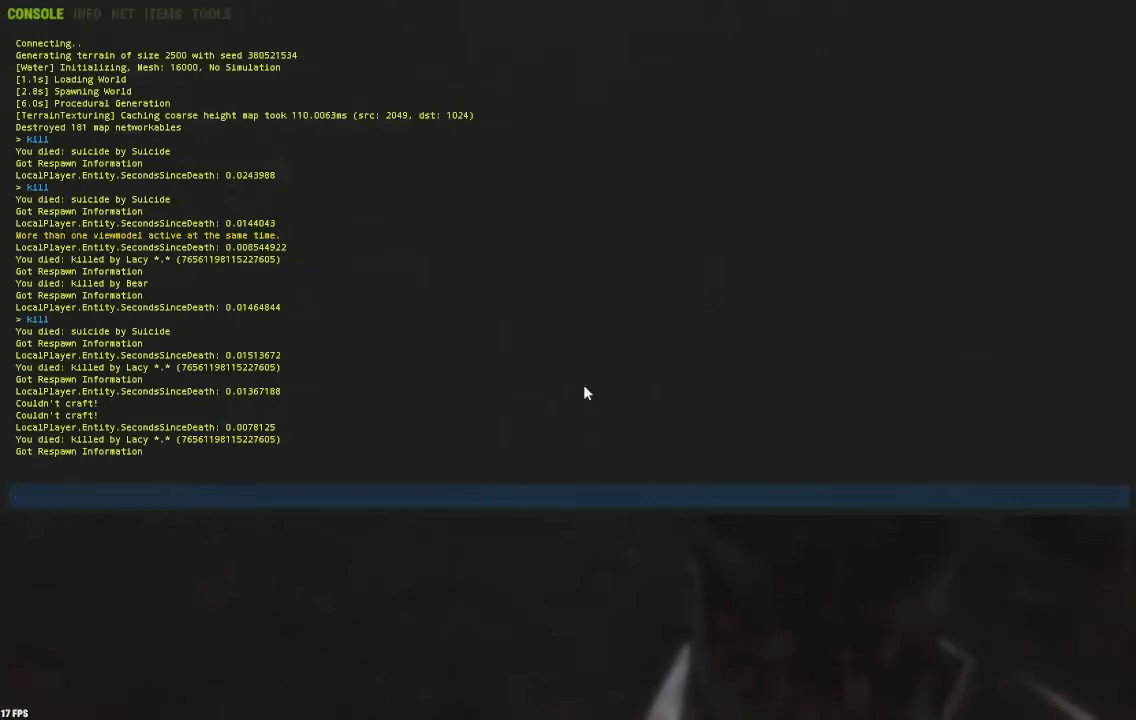 CONSOLE INFO NET ITEMS TOOLS
Connecting..
Generating terrain of size 2500 with seed 380521534
[Water] Initializing, Mesh: 16000, No Simulation
[1.1s] Loading World
[2.8s] Spawning World
[6.0s] Procedural Generation
[TerrainTexturing] Caching coarse height map took 110.0063ms (src: 2049, dst: 1024)
Destroyed 181 map networkables
> kill
You died: suicide by Suicide
Got Respawn Information
LocalPlayer.Entity.SecondsSinceDeath: 0.0243988
> kill
You died: suicide by Suicide
Got Respawn Information
LocalPlayer.Entity.SecondsSinceDeath: 0.0144043
More than one viewmodel active at the same time.
LocalPlayer.Entity.SecondsSinceDeath: 0.008544922
You died: killed by Lacy *.* (76561198115227605)
Got Respawn Information
You died: killed by Bear
Got Respawn Information
LocalPlayer.Entity.SecondsSinceDeath: 0.01464844
> kill
You died: suicide by Suicide
Got Respawn Information
LocalPlayer.Entity.SecondsSinceDeath: 0.01513672
You died: killed by Lacy *.* (76561198115227605)
Got Respawn Information
LocalPlayer.Entity.SecondsSinceDeath: 0.01367188
Couldn't craft!
Couldn't craft!
LocalPlayer.Entity.SecondsSinceDeath: 0.0078125
You died: killed by Lacy *.* (76561198115227605)
Got Respawn Information
17 FPS